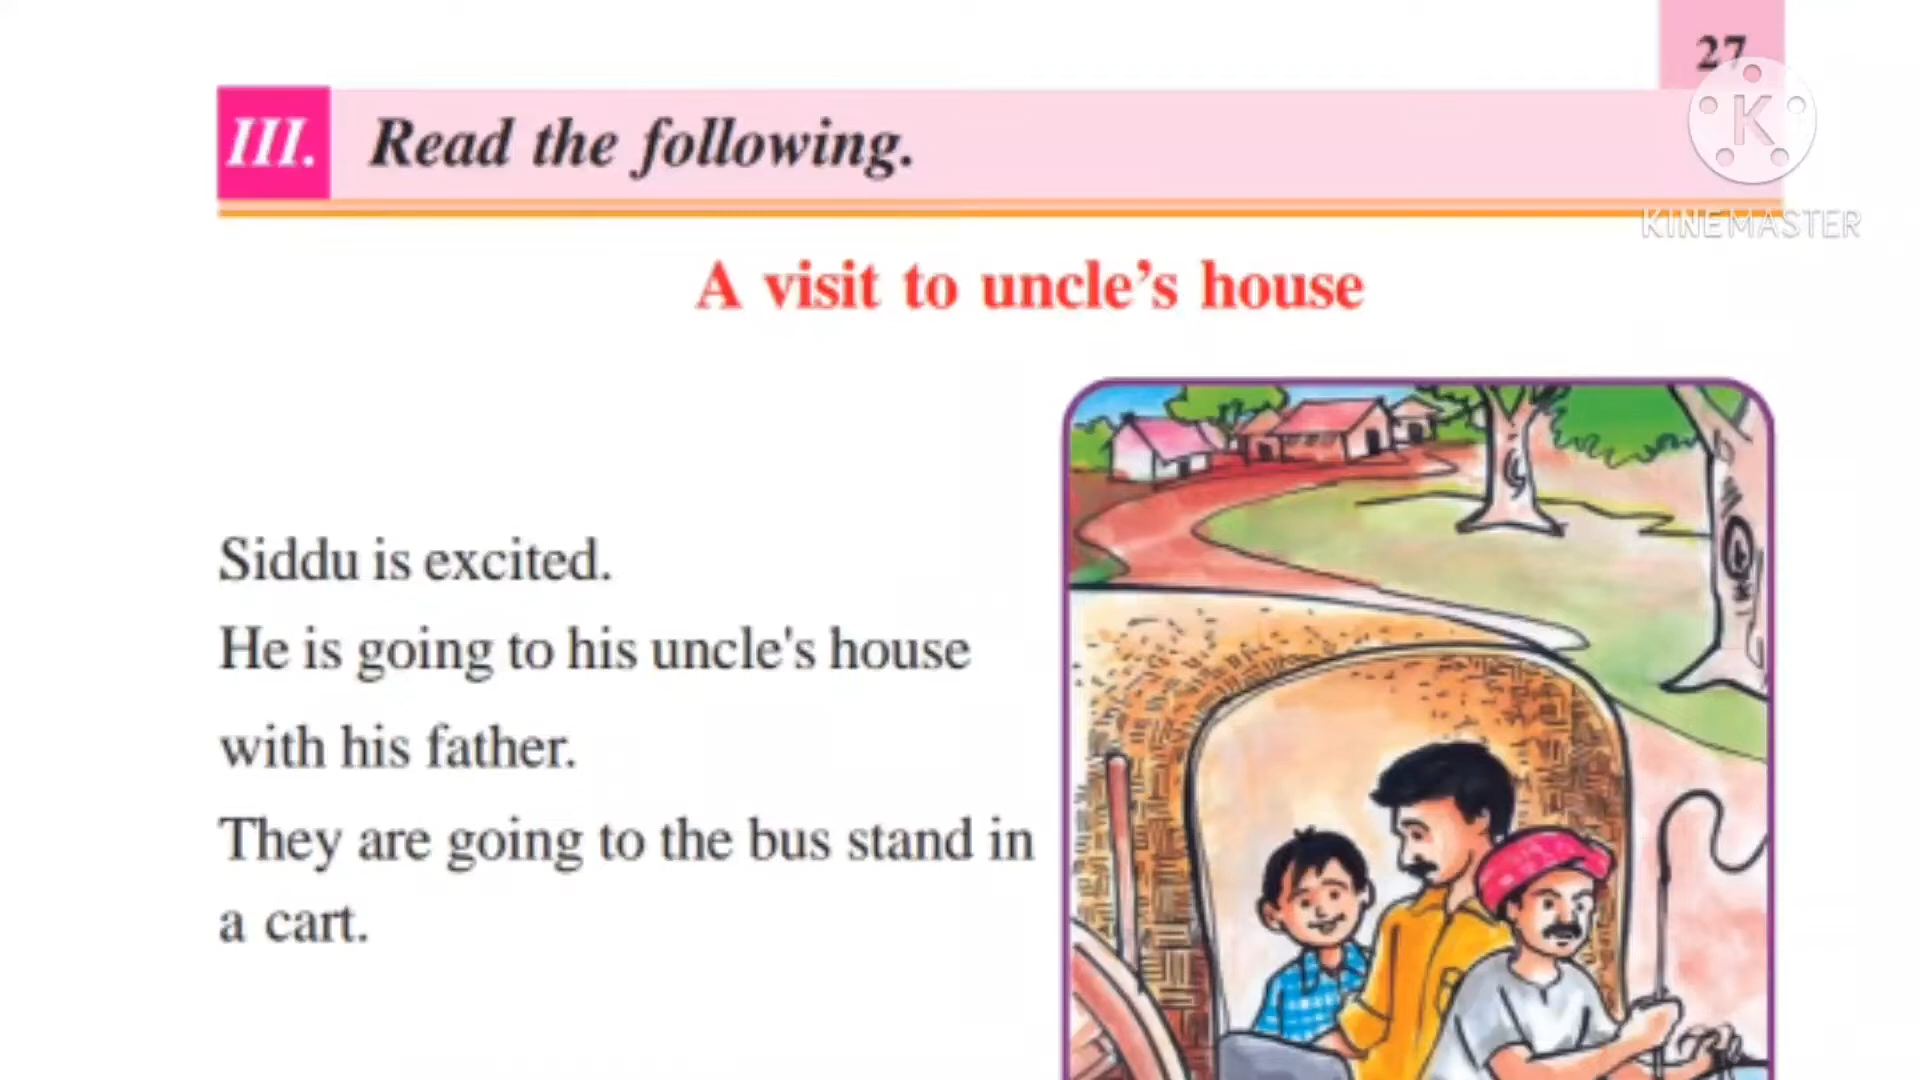 27
III. Read the following.
K
KINEMASTER
A visit to uncle's house
Siddu is excited.
He is going to his uncle's house
with his father.
They are going to the bus stand in
a cart.